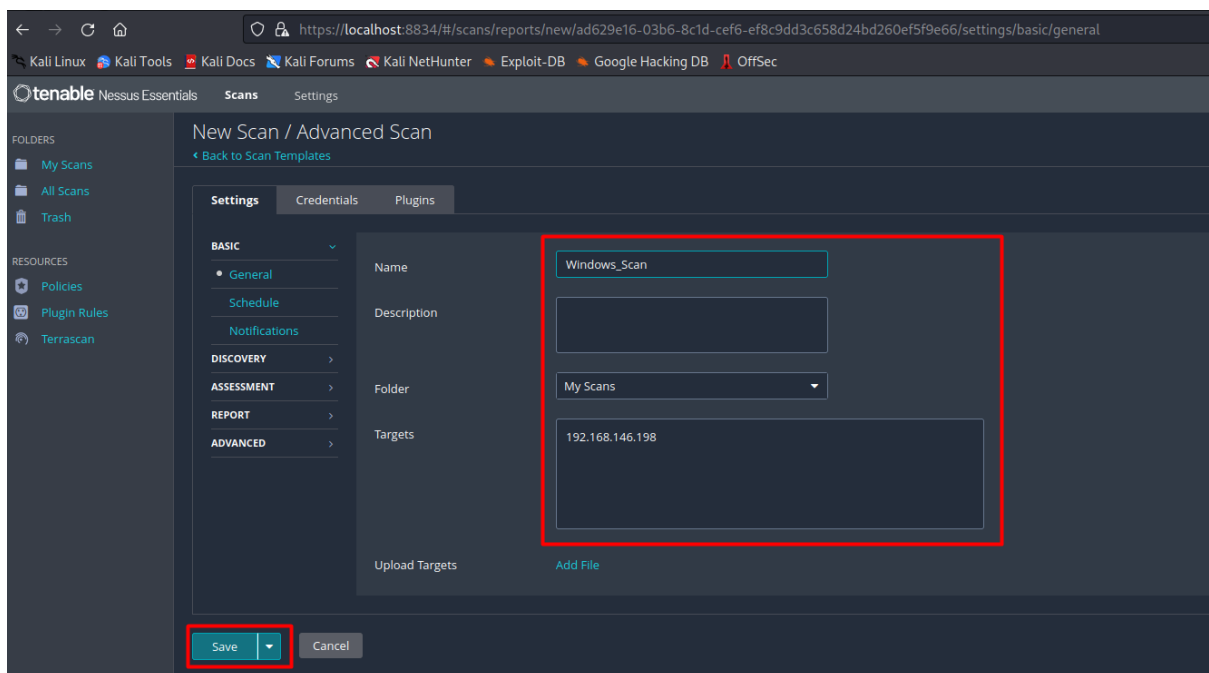 https://localhost:8834/#/scans/reports/new/ad629e16-03b6-8c1d-cef6-ef8c9dd3c658d24bd260ef5f9e66/settings/basic/general
Kali Linux Kali Tools Kali Docs Kali Forums Kali NetHunter Exploit-DB Google Hacking DB OffSec
tenable Nessus Essentials Scans Settings
FOLDERS
My Scans
All Scans
Trash
RESOURCES
Policies
Plugin Rules
Terrascan
New Scan / Advanced Scan
Back to Scan Templates
Settings Credentials Plugins
BASIC
General
Schedule
Notifications
DISCOVERY
ASSESSMENT
REPORT
ADVANCED
Name Windows_Scan
Description
Folder My Scans
Targets 192.168.146.198
Upload Targets Add File
Save Cancel